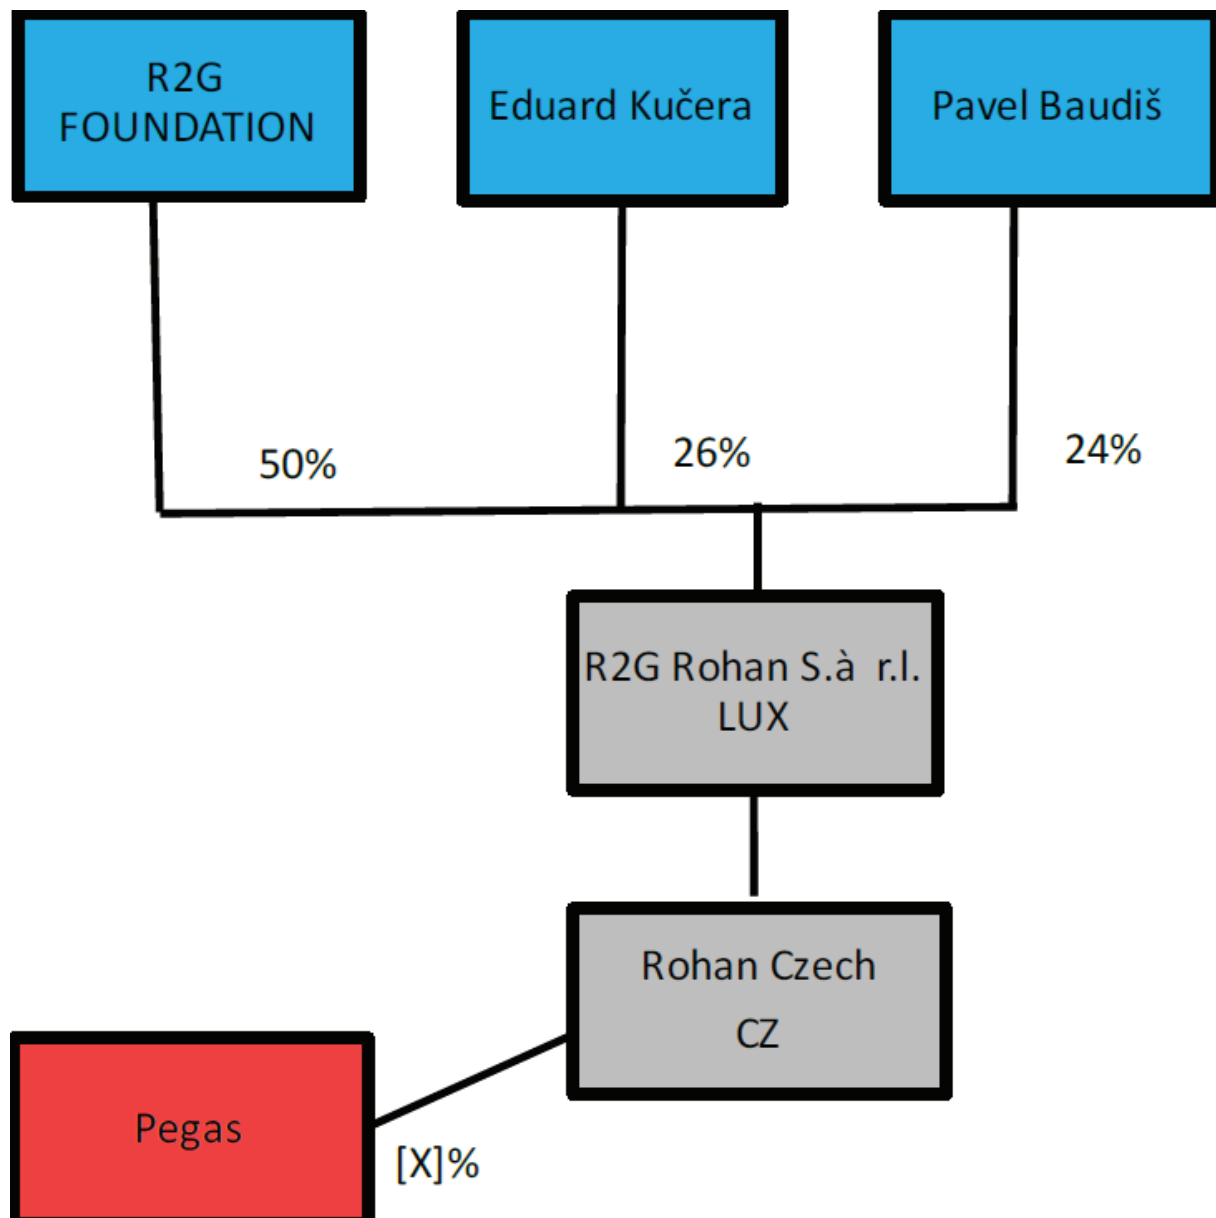 R2G
FOUNDATION
Eduard Kučera
Pavel Baudiš
50%
26%
24%
R2G Rohan S.à r.l.
LUX
Rohan Czech
CZ
Pegas
[X]%